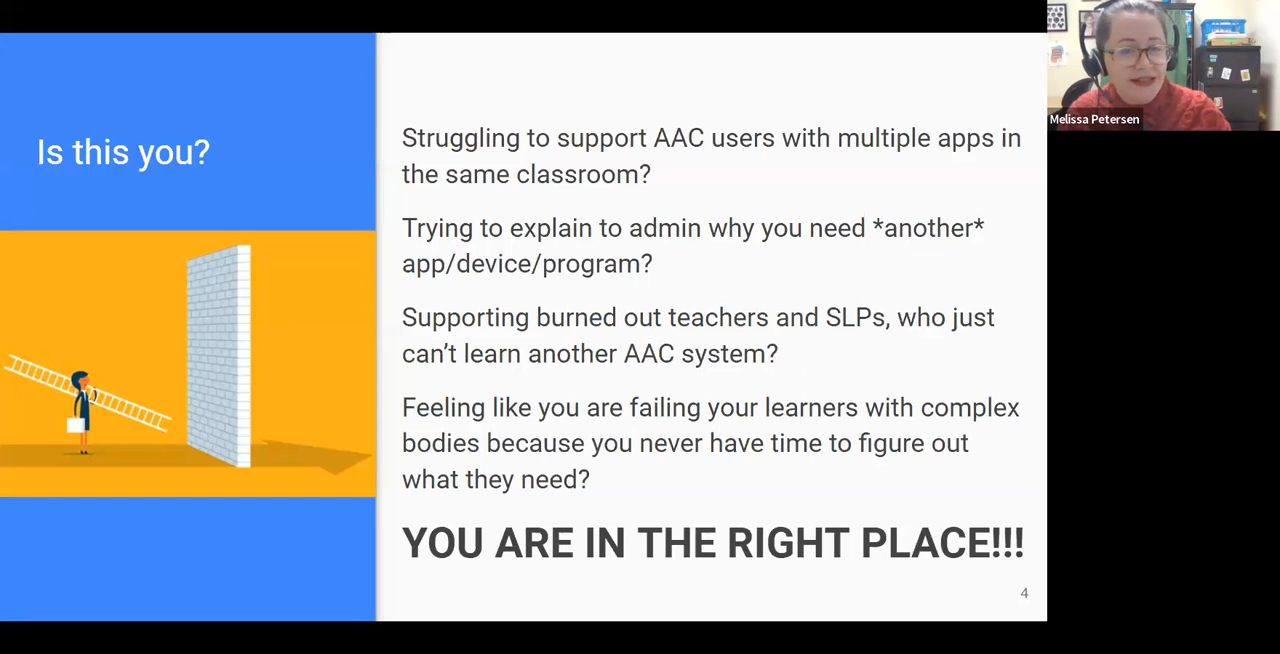 Is this you?
Struggling to support AAC users with multiple apps in
the same classroom?
Trying to explain to admin why you need *another*
app/device/program?
Supporting burned out teachers and SLPs, who just
can’t learn another AAC system?
Feeling like you are failing your learners with complex
bodies because you never have time to figure out
what they need?
YOU ARE IN THE RIGHT PLACE!!!
4
Melissa Petersen